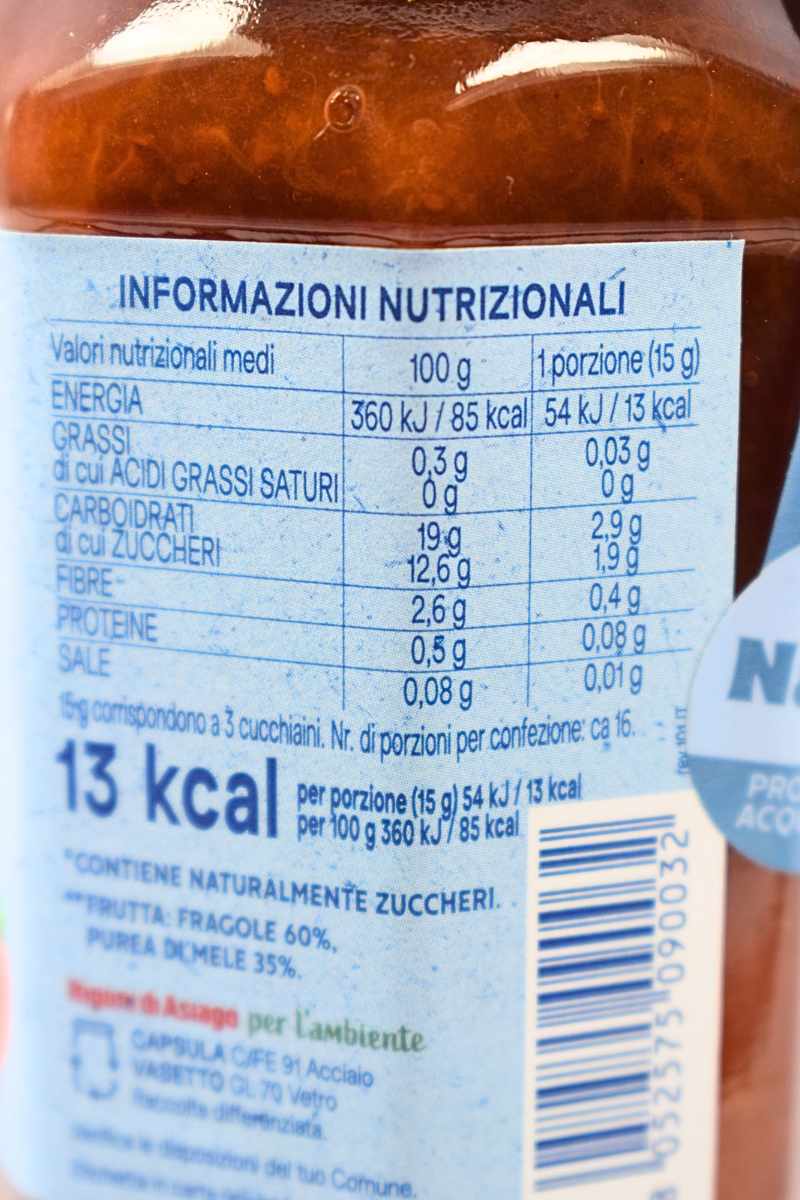 INFORMAZIONI NUTRIZIONALI
Valori nutrizionali medi 100 g 1 porzione (15 g)
ENERGIA 360 kJ / 85 kcal 54 kJ / 13 kcal
GRASSI 0,3 g 0,03 g
di cui ACIDI GRASSI SATURI 0 g 0 g
CARBOIDRATI 19 g 2,9 g
di cui ZUCCHERI 12,6 g 1,9 g
FIBRE 2,6 g 0,4 g
PROTEINE 0,5 g 0,08 g
SALE 0,08 g 0,01 g
15 g corrispondono a 3 cucchiaini. Nr. di porzioni per confezione: ca 16.
13 kcal
per porzione (15 g) 54 kJ / 13 kcal
per 100 g 360 kJ / 85 kcal
*CONTIENE NATURALMENTE ZUCCHERI.
**FRUTTA: FRAGOLE 60%,
PUREA DI MELE 35%.
Rigoni di Asiago per l'ambiente
CAPSULA C/FE 91 Acciaio
VASETTO GL 70 Vetro
Raccolta differenziata.
Verifica le disposizioni del tuo Comune.
052575 090032
PRO
ACQ